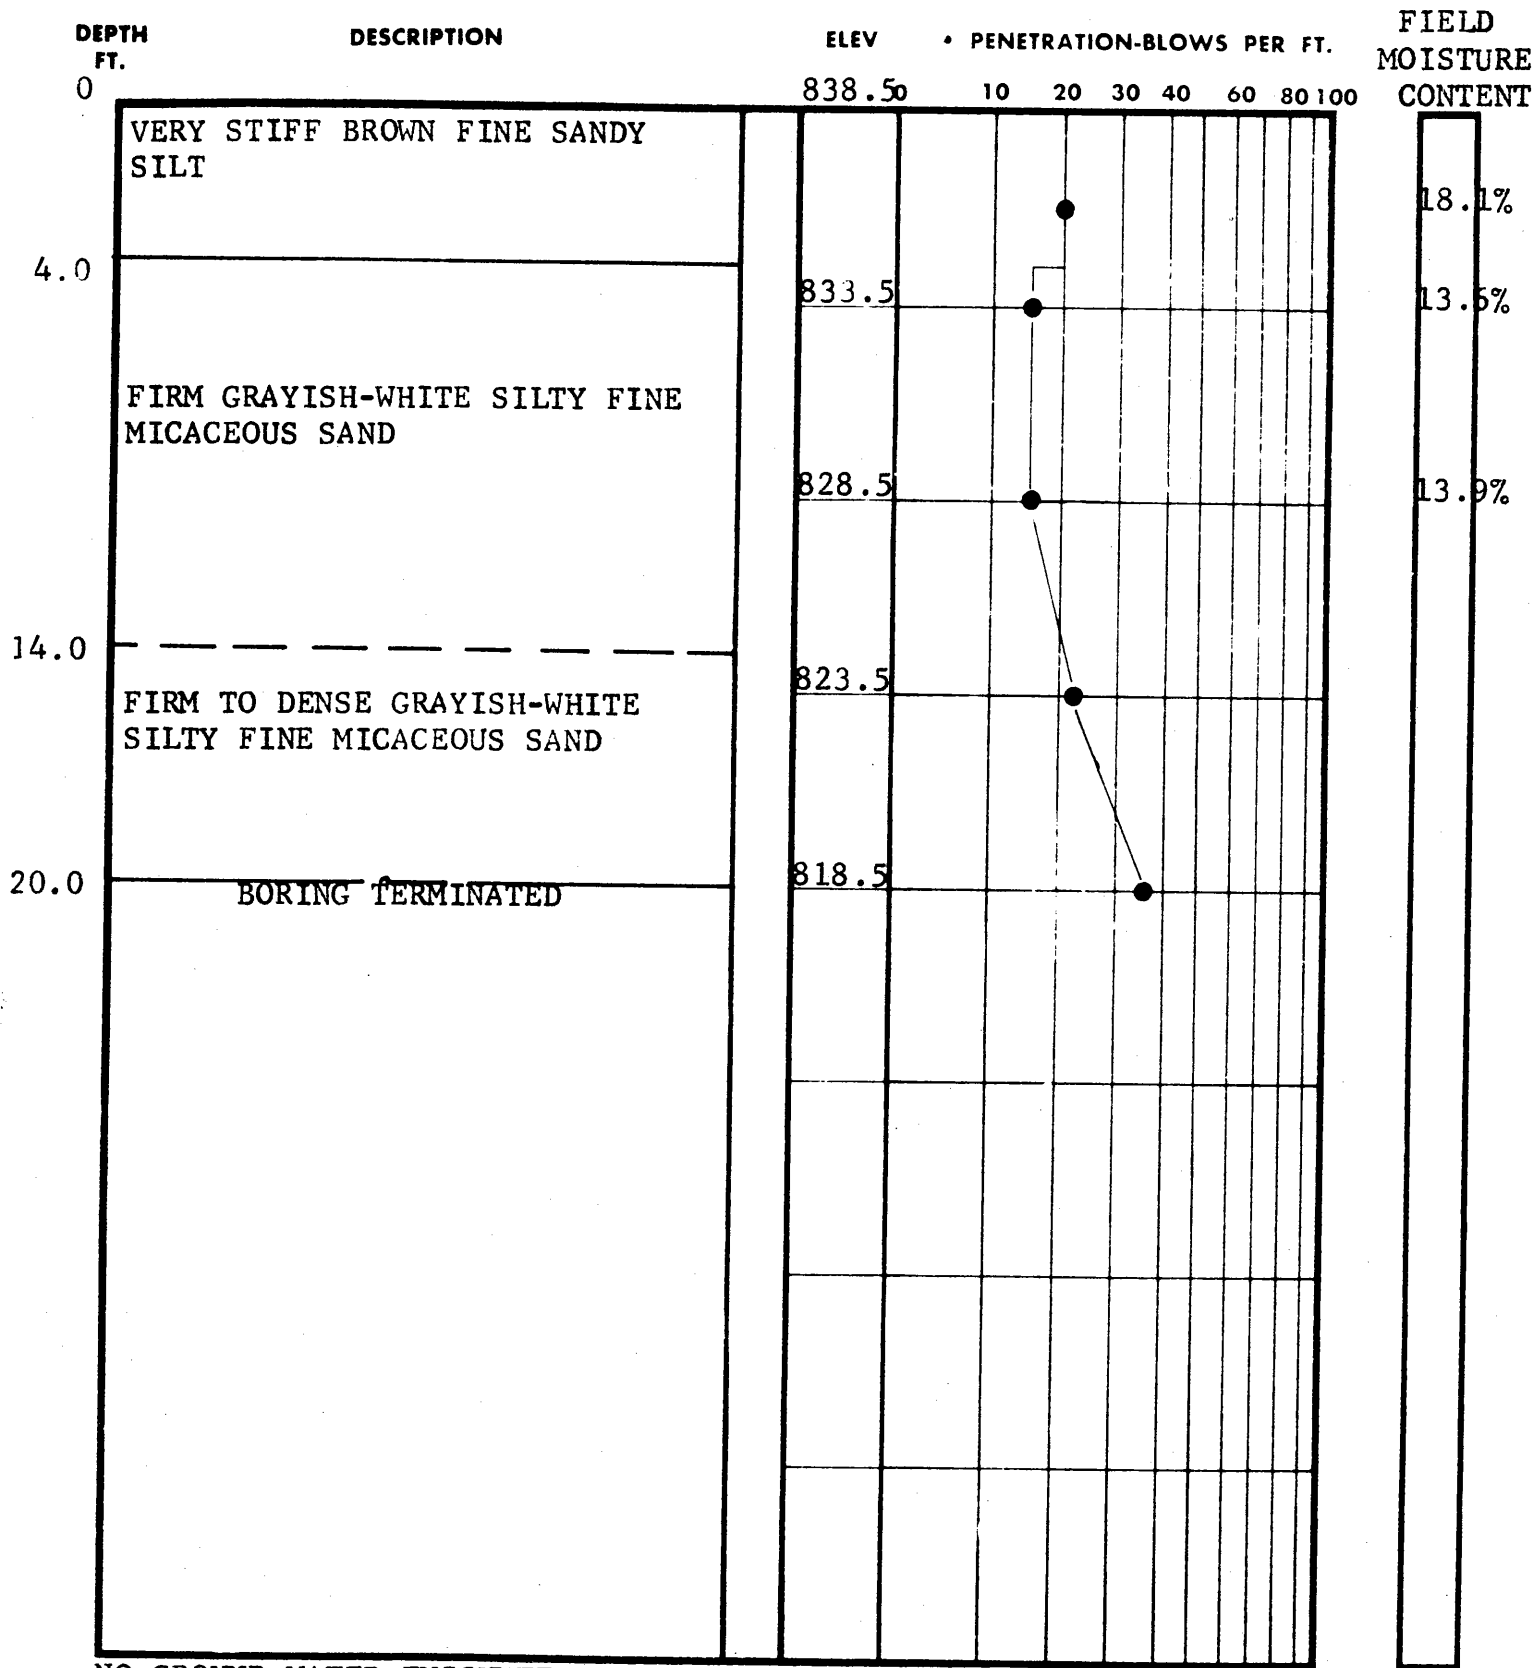 DEPTH FT.
DESCRIPTION
ELEV
• PENETRATION-BLOWS PER FT.
FIELD MOISTURE CONTENT
0
838.5
0 10 20 30 40 60 80 100
VERY STIFF BROWN FINE SANDY
SILT
18.1%
4.0
833.5
13.6%
FIRM GRAYISH-WHITE SILTY FINE
MICACEOUS SAND
828.5
13.9%
14.0
823.5
FIRM TO DENSE GRAYISH-WHITE
SILTY FINE MICACEOUS SAND
20.0
818.5
BORING TERMINATED
NO GROUND WATER